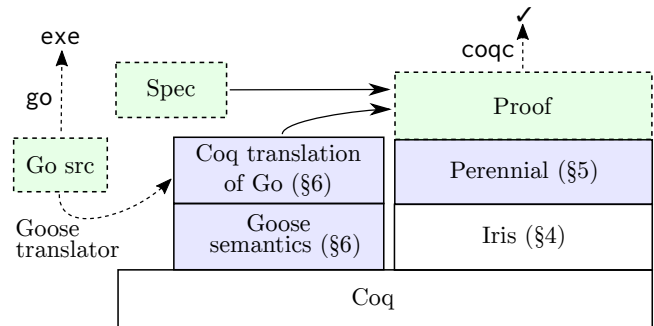 ✓
exe
coqc
go
Spec
Proof
Go src
Coq translation
of Go (§6)
Perennial (§5)
Goose
translator
Goose
semantics (§6)
Iris (§4)
Coq